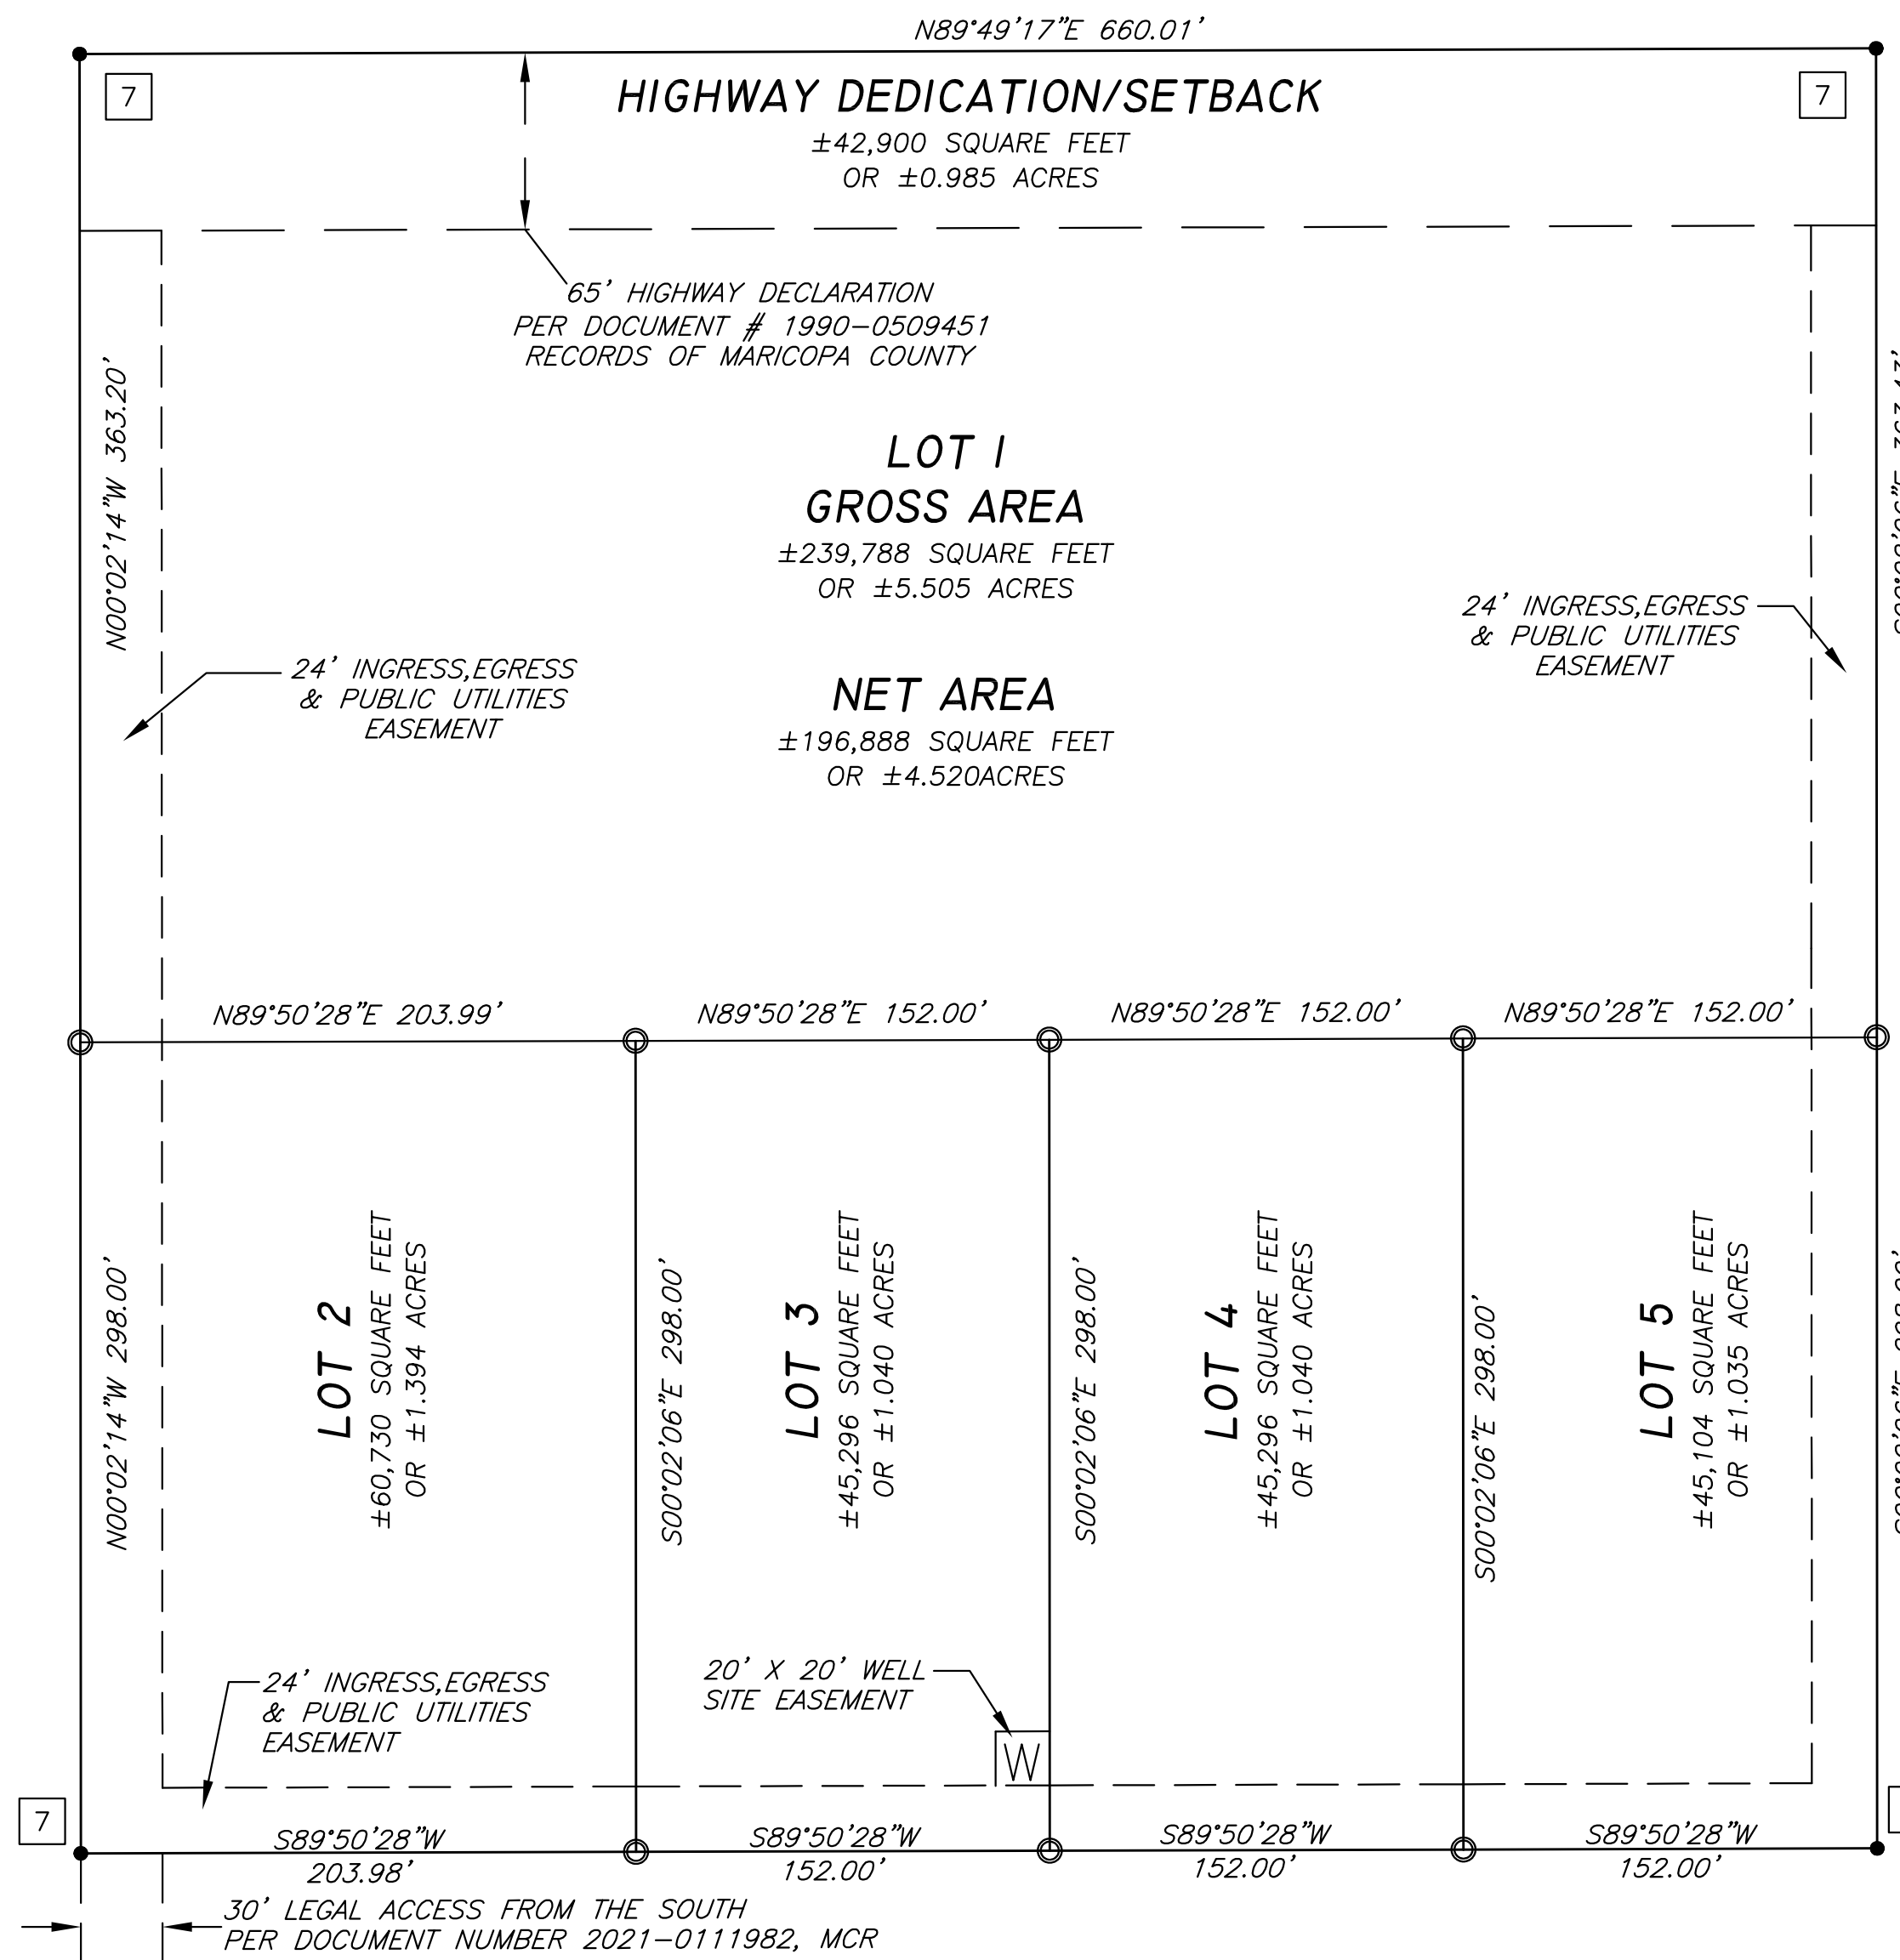 N89°49'17"E 660.01'
7
7
HIGHWAY DEDICATION/SETBACK
±42,900 SQUARE FEET
OR ±0.985 ACRES
65' HIGHWAY DECLARATION
PER DOCUMENT # 1990-0509451
RECORDS OF MARICOPA COUNTY
N00°02'14"W 363.20'
LOT 1
GROSS AREA
±239,788 SQUARE FEET
OR ±5.505 ACRES
24' INGRESS,EGRESS
& PUBLIC UTILITIES
EASEMENT
24' INGRESS,EGRESS
& PUBLIC UTILITIES
EASEMENT
NET AREA
±196,888 SQUARE FEET
OR ±4.520ACRES
N89°50'28"E 203.99'
N89°50'28"E 152.00'
N89°50'28"E 152.00'
N89°50'28"E 152.00'
N00°02'14"W 298.00'
LOT 2
±60,730 SQUARE FEET
OR ±1.394 ACRES
S00°02'06"E 298.00'
LOT 3
±45,296 SQUARE FEET
OR ±1.040 ACRES
S00°02'06"E 298.00'
LOT 4
±45,296 SQUARE FEET
OR ±1.040 ACRES
S00°02'06"E 298.00'
LOT 5
±45,104 SQUARE FEET
OR ±1.035 ACRES
24' INGRESS,EGRESS
& PUBLIC UTILITIES
EASEMENT
20' X 20' WELL
SITE EASEMENT
W
7
S89°50'28"W
203.98'
S89°50'28"W
152.00'
S89°50'28"W
152.00'
S89°50'28"W
152.00'
30' LEGAL ACCESS FROM THE SOUTH
PER DOCUMENT NUMBER 2021-0111982, MCR